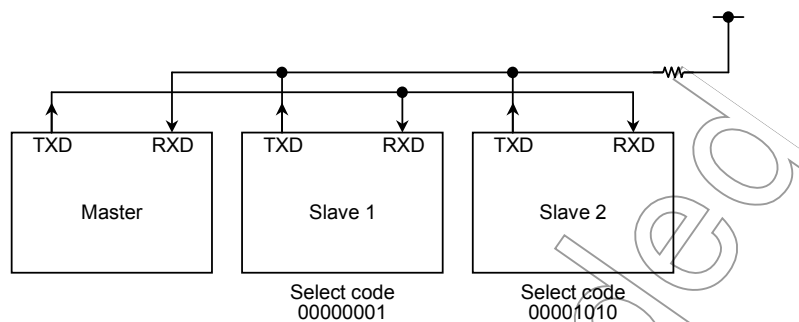 TXD RXD TXD RXD TXD RXD
Master Slave 1 Slave 2
Select code Select code
00000001 00001010